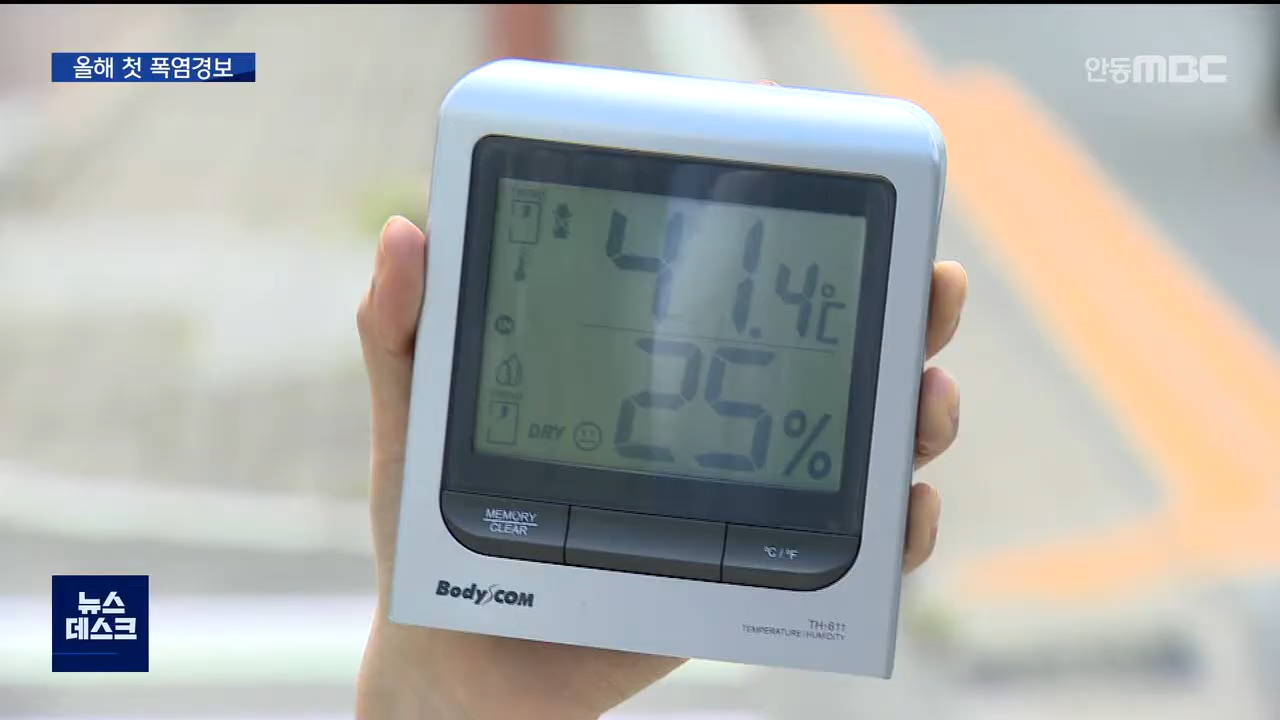 올해 첫 폭염경보
안동MBC
41.4℃
25%
DRY
MEMORY
CLEAR
℃ / ℉
BodyCOM
TH-611
TEMPERATURE/HUMIDITY
뉴스
데스크